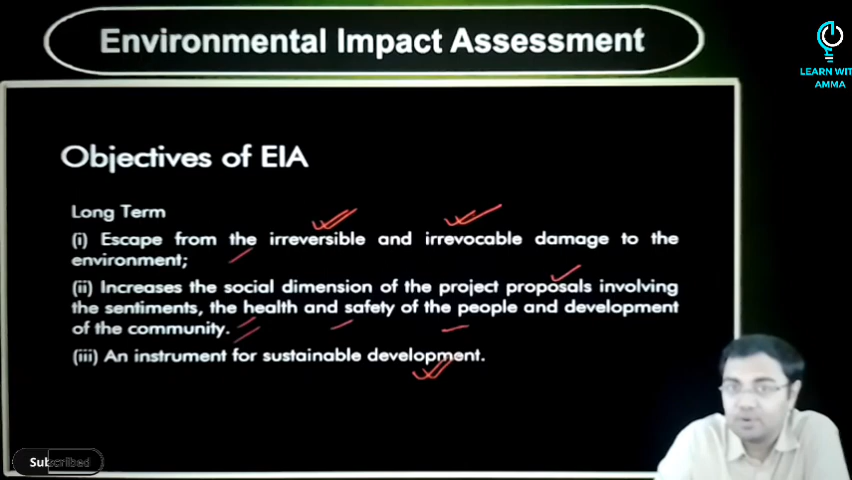 Environmental Impact Assessment
LEARN WIT
AMMA
Objectives of EIA
Long Term
(i) Escape from the irreversible and irrevocable damage to the
environment;
(ii) Increases the social dimension of the project proposals involving
the sentiments, the health and safety of the people and development
of the community.
(iii) An instrument for sustainable development.
Subscribed